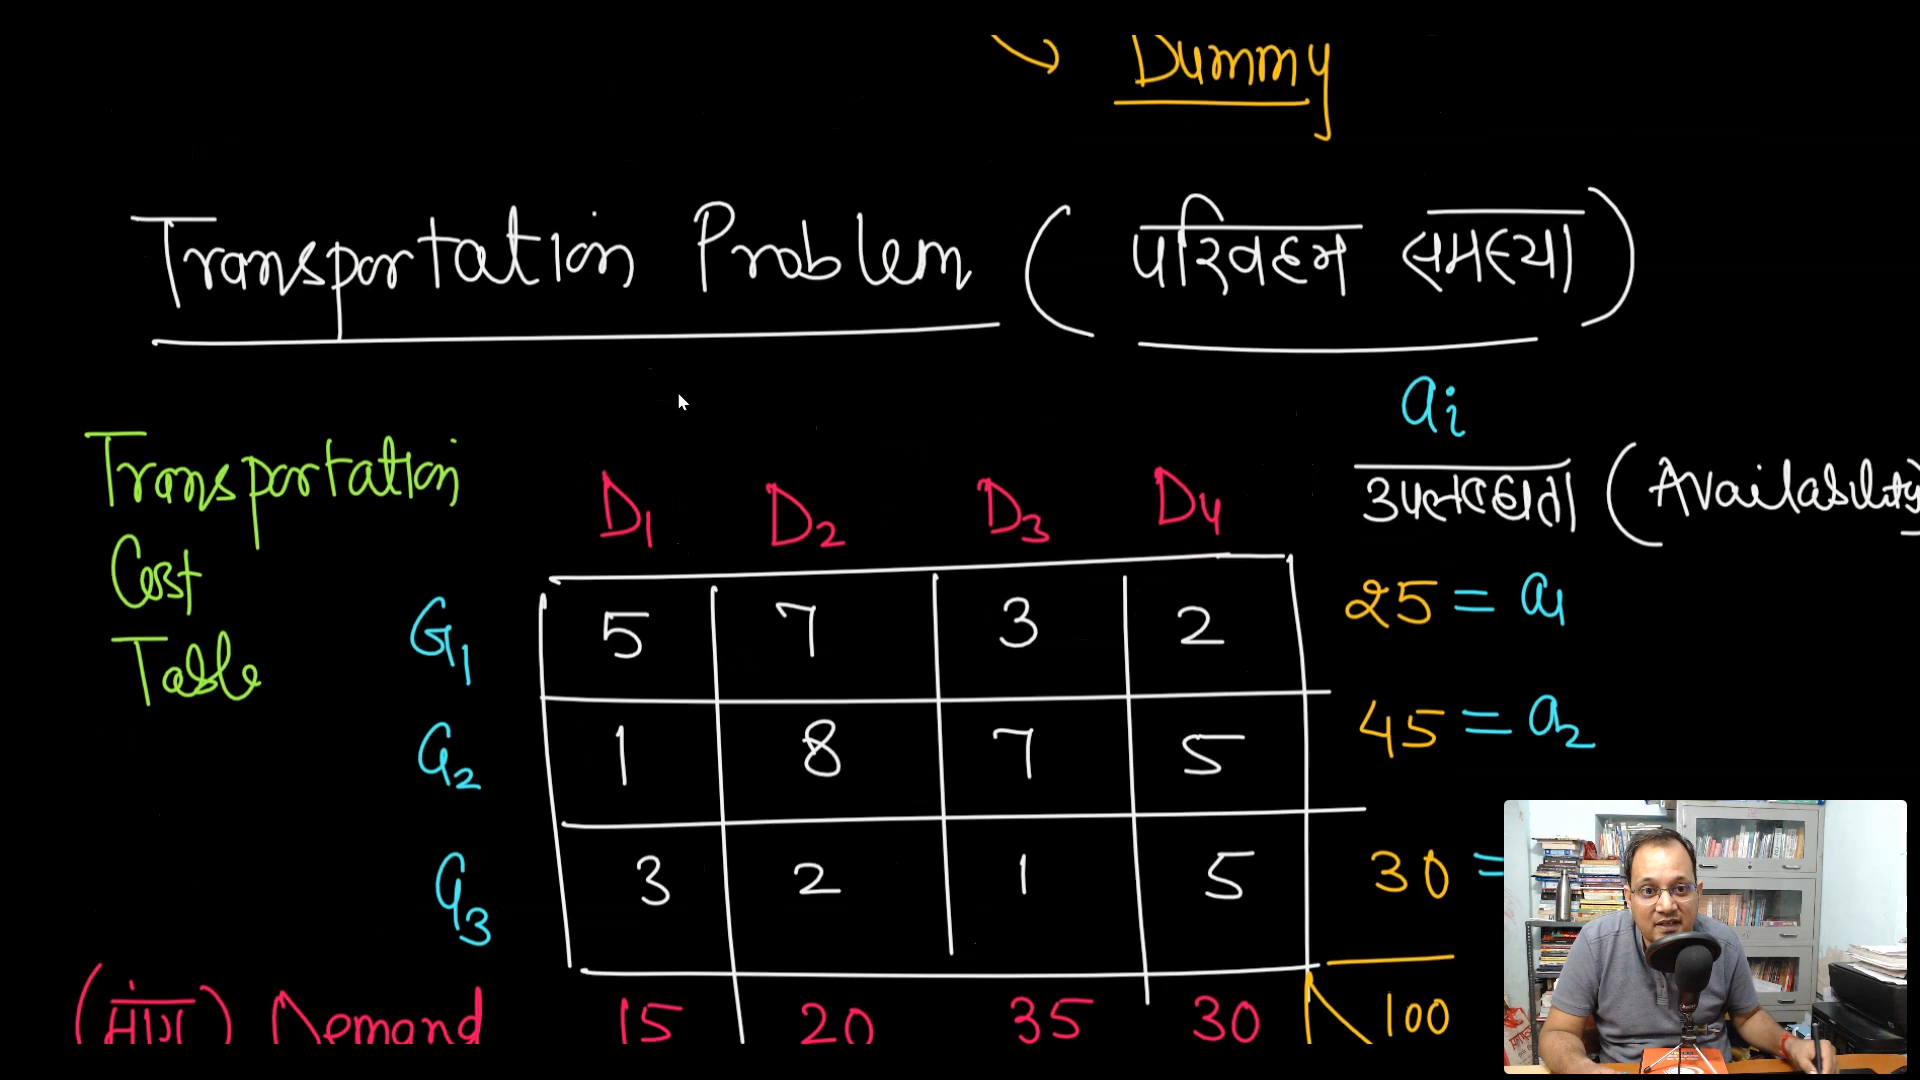 Dummy
Transportation Problem (परिवहन समस्या)
ai
Transportation Cost Table
D1 D2 D3 D4 उपलब्धता (Availability)
G1 5 7 3 2 25 = a1
G2 1 8 7 5 45 = a2
G3 3 2 1 5 30 =
(मांग) Demand 15 20 35 30 100